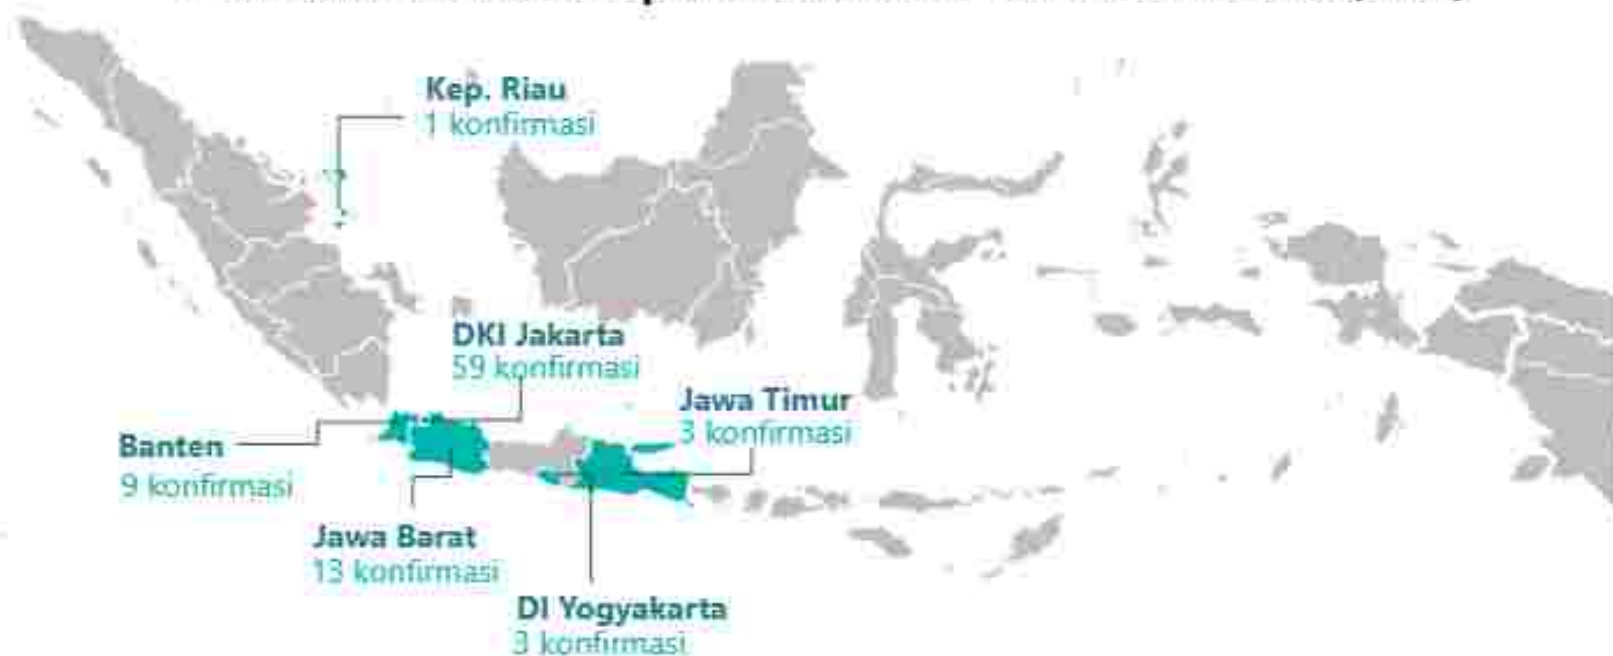 Kep. Riau
1 konfirmasi
DKI Jakarta
59 konfirmasi
Jawa Timur
3 konfirmasi
Banten
9 konfirmasi
Jawa Barat
13 konfirmasi
DI Yogyakarta
3 konfirmasi